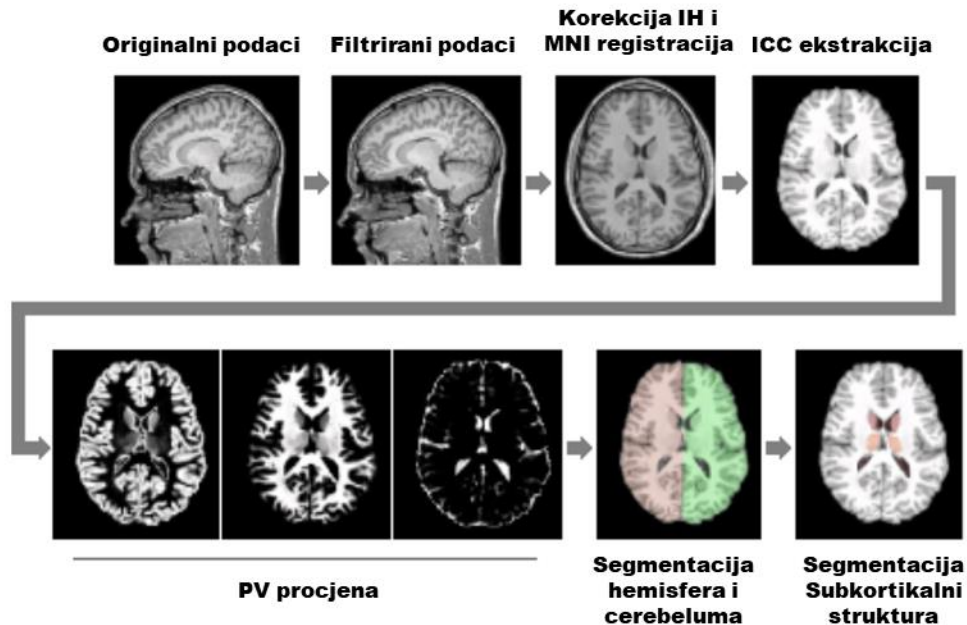 Originalni podaci
Filtrirani podaci
Korekcija IH i
MNI registracija
ICC ekstrakcija
PV procjena
Segmentacija
hemisfera i
cerebeluma
Segmentacija
Subkortikalni
struktura